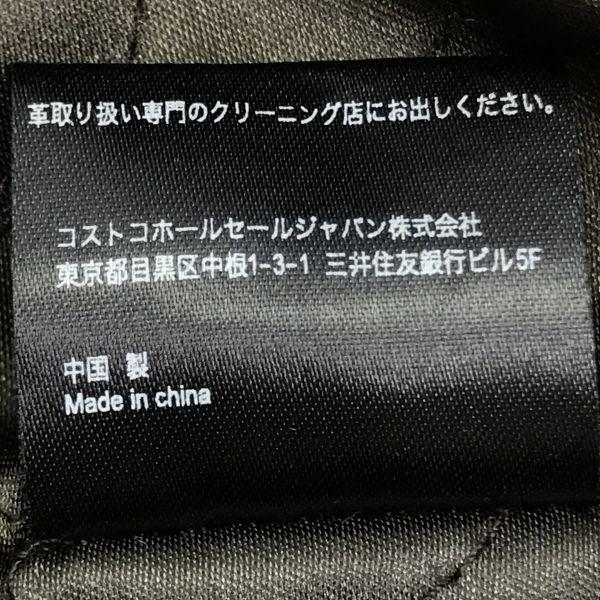 革取り扱い専門のクリーニング店にお出しください。
コストコホールセールジャパン株式会社
東京都目黒区中根1-3-1 三井住友銀行ビル5F
中国 製
Made in china